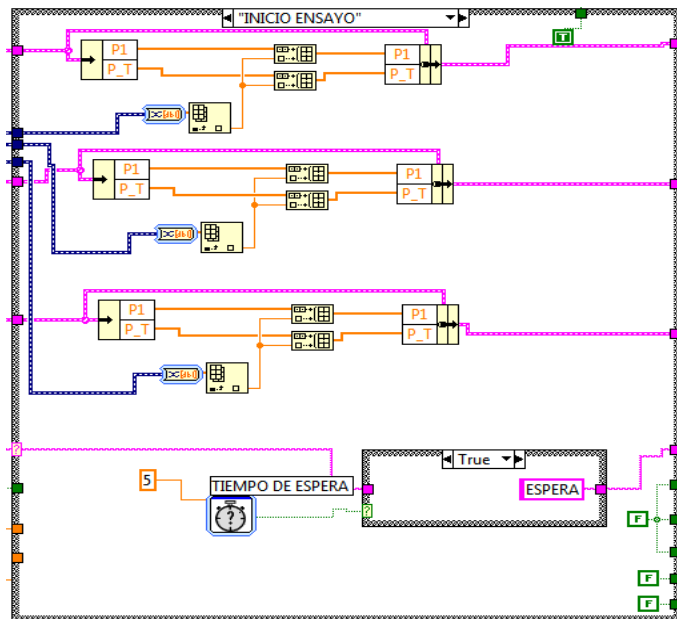 "INICIO ENSAYO"
T
P1
P_T
P1
P_T
P1
P_T
P1
P_T
P1
P_T
P1
P_T
?
5
TIEMPO DE ESPERA
?
?
True
ESPERA
F
F
F